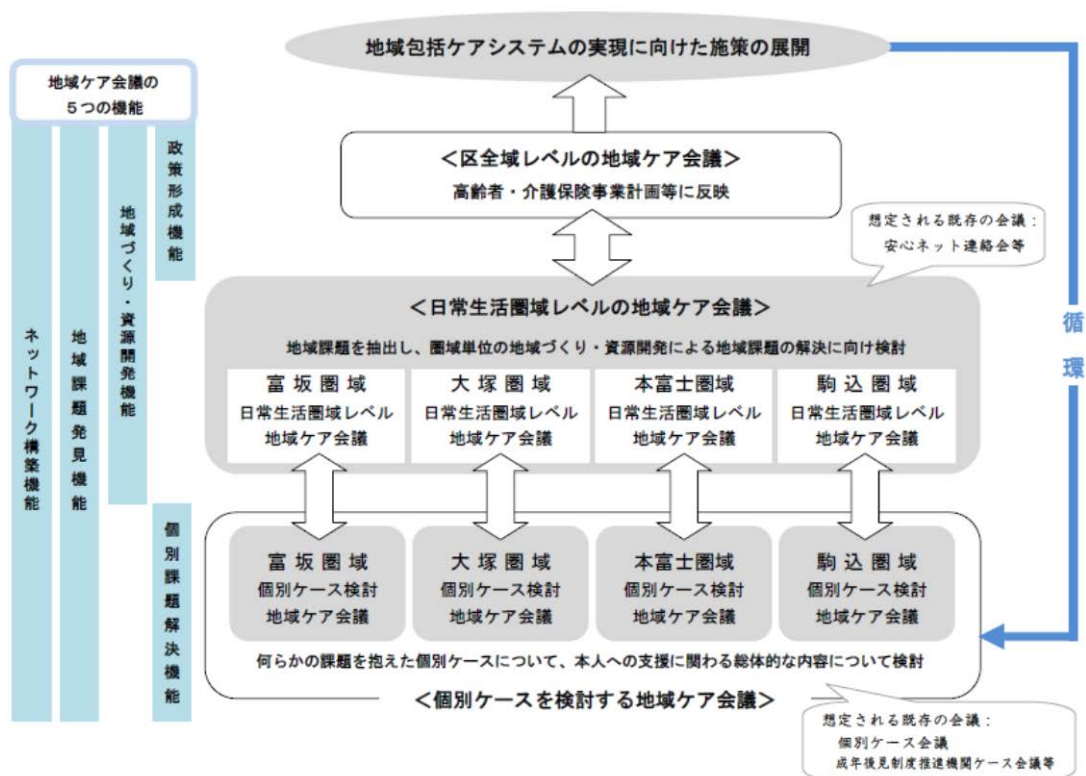 地域包括ケアシステムの実現に向けた施策の展開
地域ケア会議の
５つの機能
ネットワーク構築機能
地域課題発見機能
地域づくり・資源開発機能
政策形成機能
個別課題解決機能
＜区全域レベルの地域ケア会議＞
高齢者・介護保険事業計画等に反映
想定される既存の会議：
安心ネット連絡会等
＜日常生活圏域レベルの地域ケア会議＞
地域課題を抽出し、圏域単位の地域づくり・資源開発による地域課題の解決に向け検討
富坂圏域
日常生活圏域レベル
地域ケア会議
大塚圏域
日常生活圏域レベル
地域ケア会議
本富士圏域
日常生活圏域レベル
地域ケア会議
駒込圏域
日常生活圏域レベル
地域ケア会議
循環
富坂圏域
個別ケース検討
地域ケア会議
大塚圏域
個別ケース検討
地域ケア会議
本富士圏域
個別ケース検討
地域ケア会議
駒込圏域
個別ケース検討
地域ケア会議
何らかの課題を抱えた個別ケースについて、本人への支援に関わる総体的な内容について検討
＜個別ケースを検討する地域ケア会議＞
想定される既存の会議：
個別ケース会議
成年後見制度推進機関ケース会議等